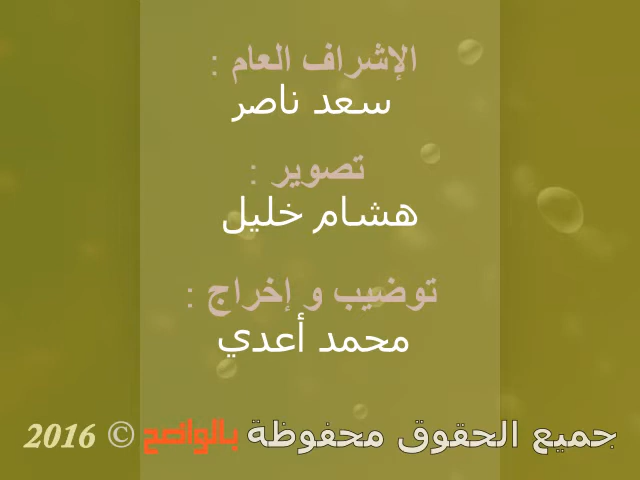 الإشراف العام :
سعد ناصر
تصوير :
هشام خليل
توضيب و إخراج :
محمد أعدي
جميع الحقوق محفوظة بالواضح © 2016